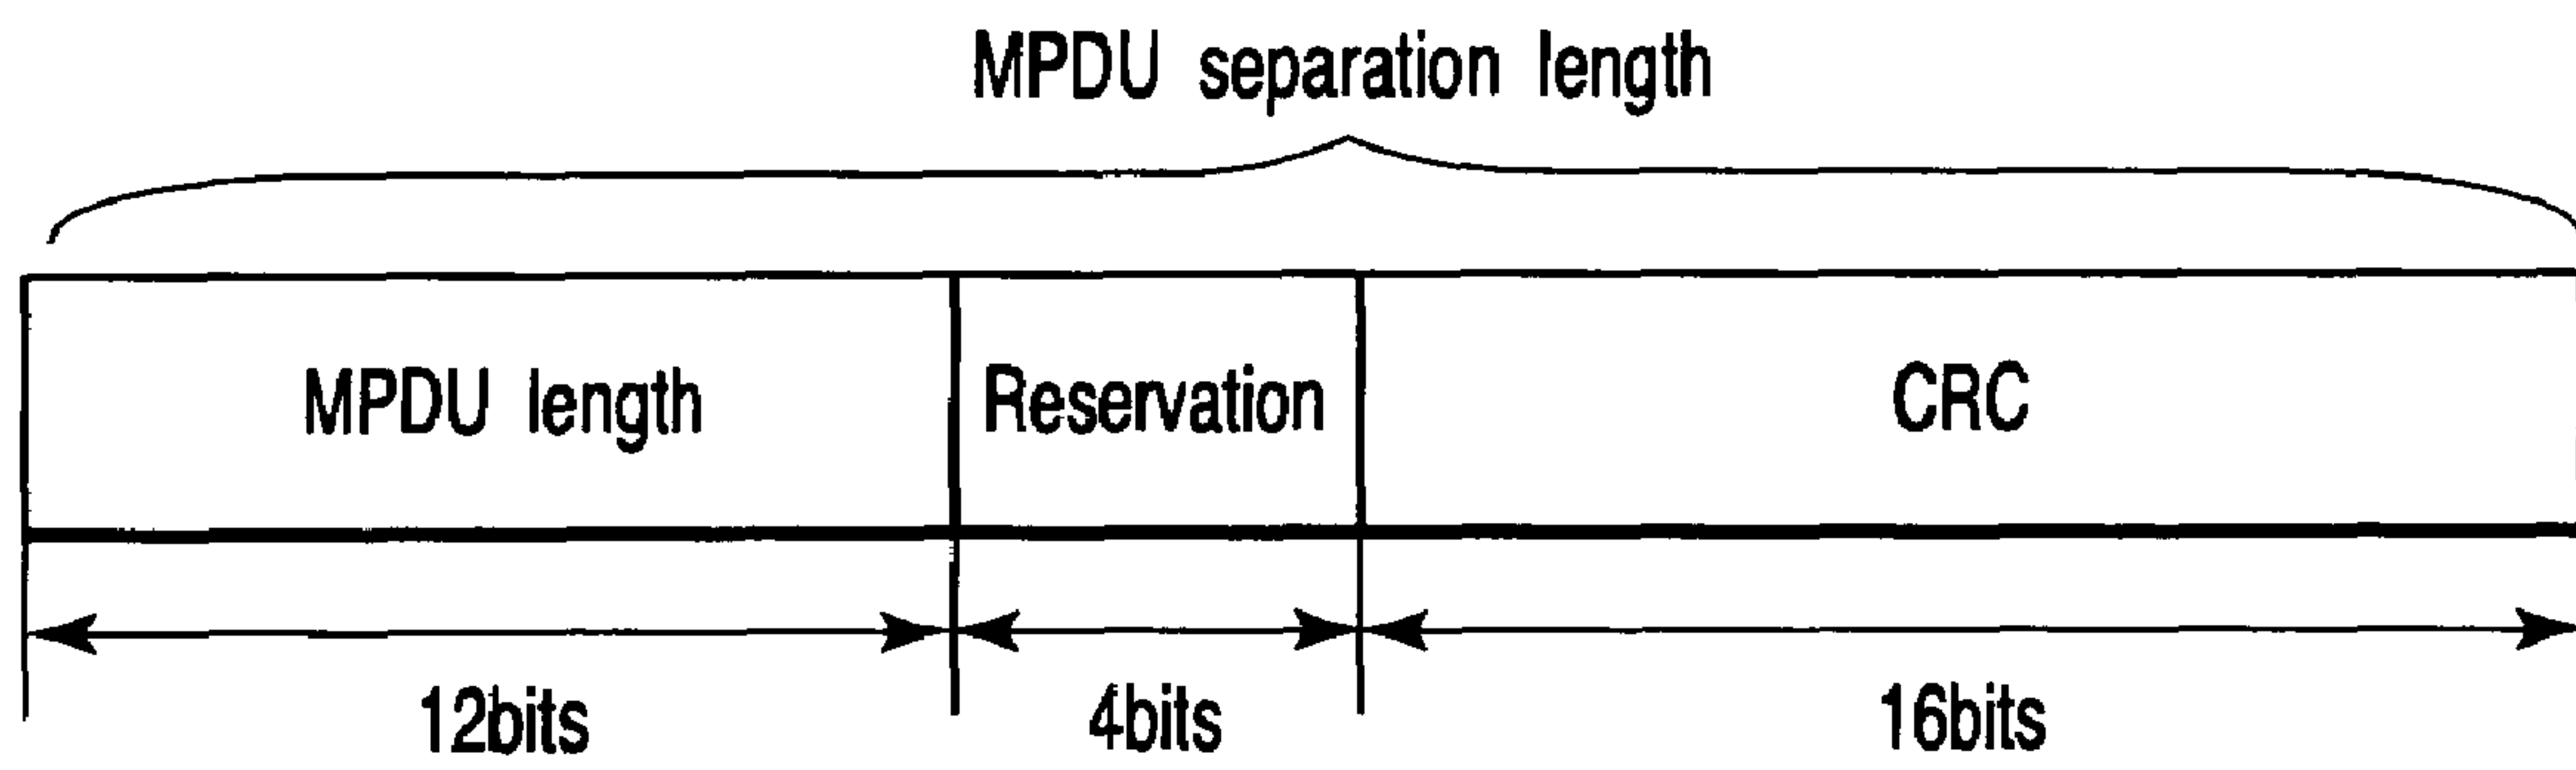 MPDU separation length
MPDU length
Reservation
CRC
12bits
4bits
16bits